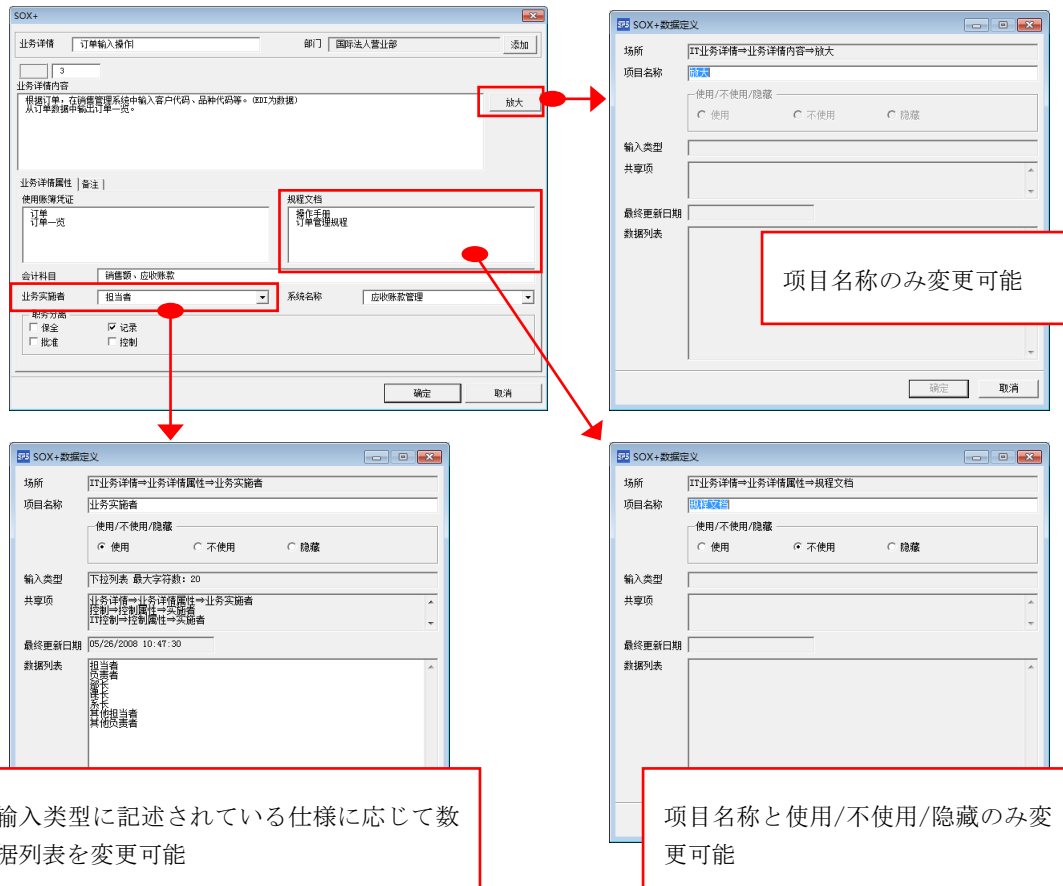 SOX+
业务详情 订单输入操作 部门 国际法人营业部 添加
3
业务详情内容
根据订单，在销售管理系统中输入客户代码、品种代码等。(EDI为数据)
从订单数据中输出订单一览。
放大
业务详情属性 备注
使用账簿凭证 规程文档
订单
订单一览
操作手册
订单管理规程
会计科目 销售额、应收账款
业务实施者 担当者 系统名称 应收账款管理
职务分离
保全 记录
批准 控制
确定 取消
SOX+数据定义
场所 IT业务详情⇒业务详情内容⇒放大
项目名称 放大
使用/不使用/隐藏
使用 不使用 隐藏
输入类型
共享项
最终更新日期
数据列表
项目名称のみ変更可能
确定 取消
SOX+数据定义
场所 IT业务详情⇒业务详情属性⇒业务实施者
项目名称 业务实施者
使用/不使用/隐藏
使用 不使用 隐藏
输入类型 下拉列表 最大字符数: 20
共享项 业务详情⇒业务详情属性⇒业务实施者
控制⇒控制属性⇒实施者
IT控制⇒控制属性⇒实施者
最终更新日期 05/26/2008 10:47:30
数据列表 担当者
负责者
部长
课长
系长
其他担当者
其他负责者
输入类型に記述されている仕様に応じて数
据列表を変更可能
SOX+数据定义
场所 IT业务详情⇒业务详情属性⇒规程文档
项目名称 规程文档
使用/不使用/隐藏
使用 不使用 隐藏
输入类型
共享项
最终更新日期
数据列表
项目名称と使用/不使用/隐藏のみ変
更可能